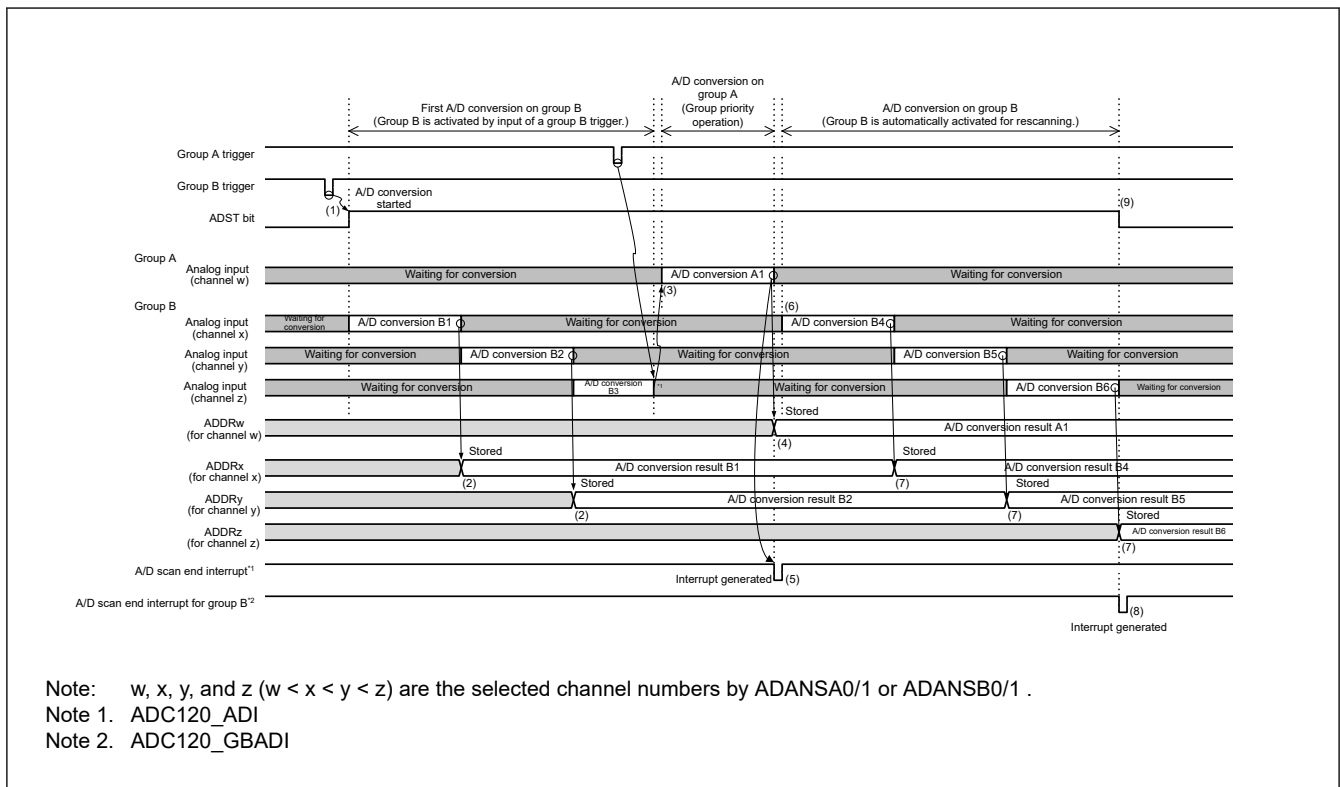 A/D conversion on
group A
(Group priority
operation)
First A/D conversion on group B
(Group B is activated by input of a group B trigger.)
A/D conversion on group B
(Group B is automatically activated for rescanning.)
Group A trigger
Group B trigger
(1)
A/D conversion
started
ADST bit
(9)
Group A
Analog input
(channel w)
Waiting for conversion
A/D conversion A1
Waiting for conversion
(3)
Group B
(6)
Analog input
(channel x)
Waiting for
conversion
A/D conversion B1
Waiting for conversion
A/D conversion B4
Waiting for conversion
Analog input
(channel y)
Waiting for conversion
A/D conversion B2
Waiting for conversion
A/D conversion B5
Waiting for conversion
Analog input
(channel z)
Waiting for conversion
A/D conversion
B3
*1
Waiting for conversion
A/D conversion B6
Waiting for conversion
Stored
ADDRw
(for channel w)
A/D conversion result A1
(4)
Stored
Stored
ADDRx
(for channel x)
A/D conversion result B1
A/D conversion result B4
(2)
(7)
Stored
Stored
ADDRy
(for channel y)
A/D conversion result B2
A/D conversion result B5
(2)
(7)
Stored
ADDRz
(for channel z)
A/D conversion result B6
(7)
A/D scan end interrupt*1
Interrupt generated
(5)
A/D scan end interrupt for group B*2
(8)
Interrupt generated
Note: w, x, y, and z (w < x < y < z) are the selected channel numbers by ADANSA0/1 or ADANSB0/1 .
Note 1. ADC120_ADI
Note 2. ADC120_GBADI